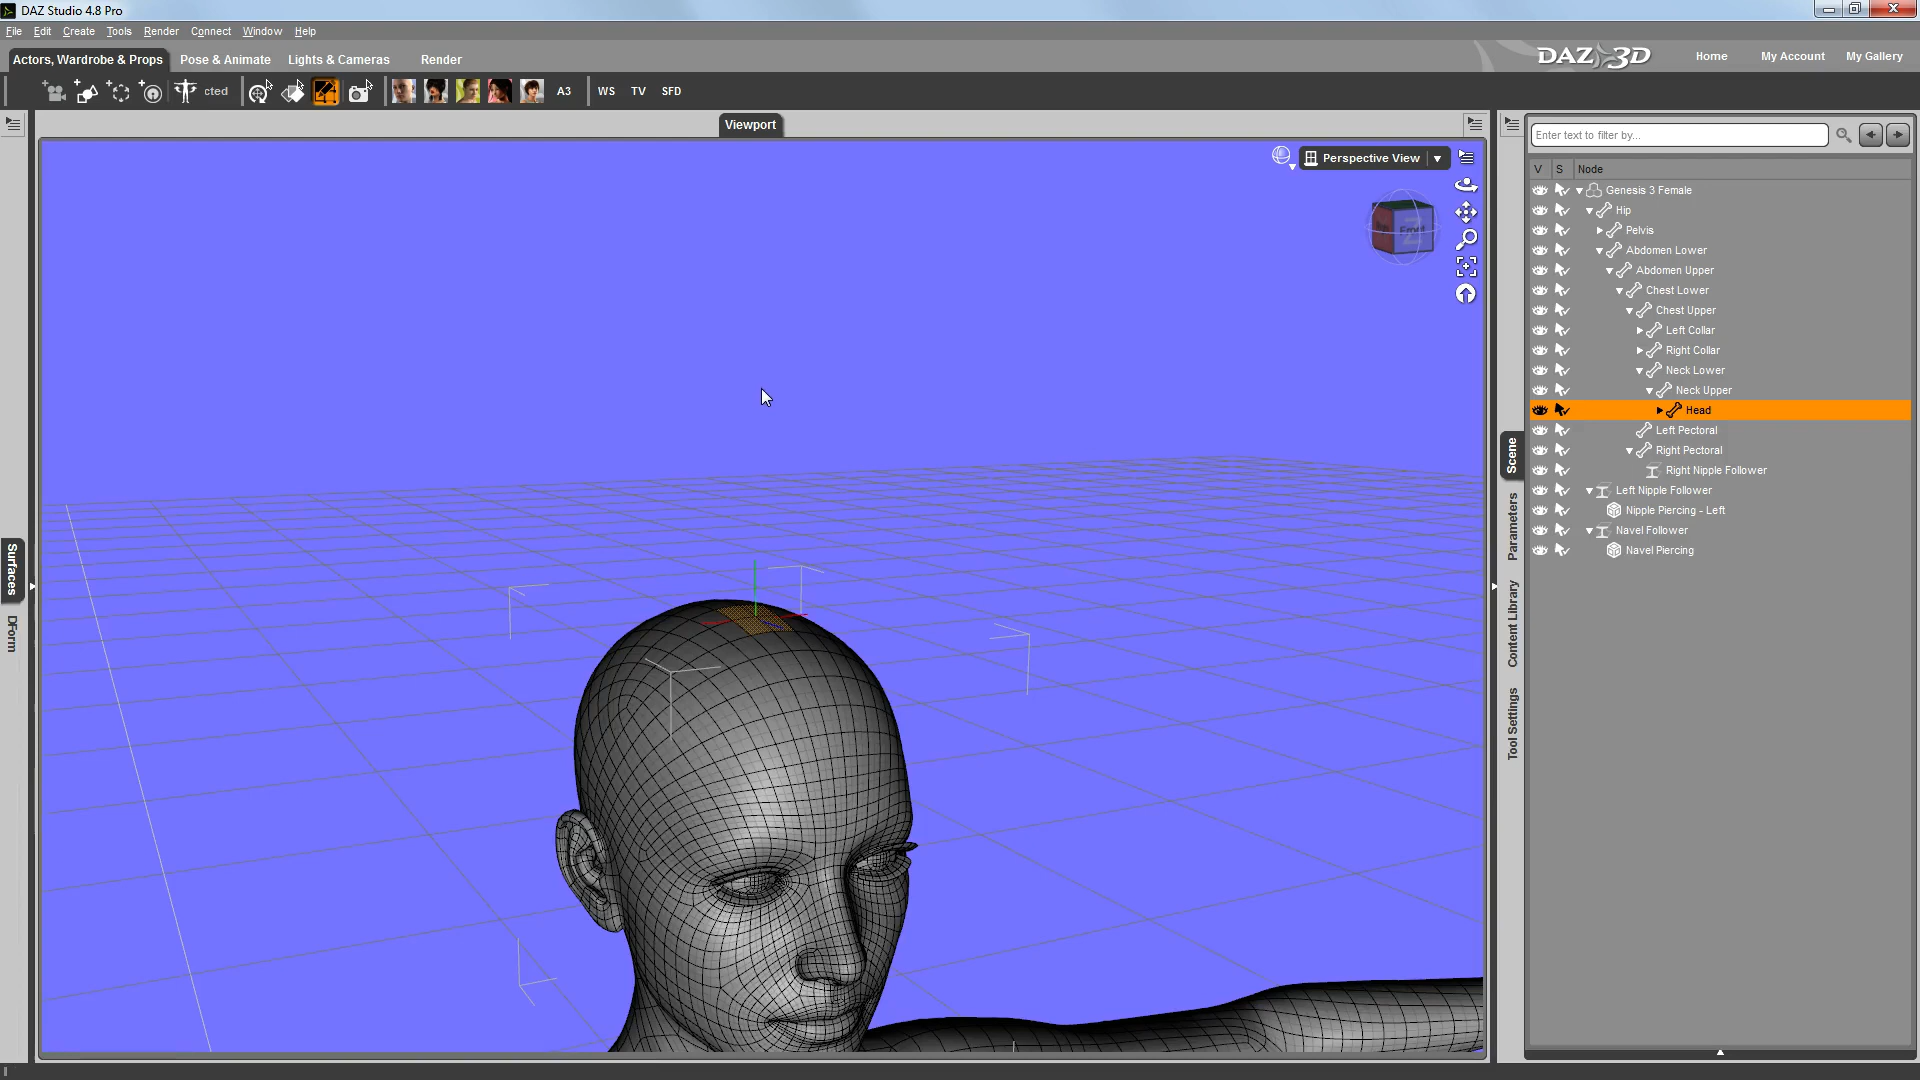 DAZ Studio 4.8 Pro
File Edit Create Tools Render Connect Window Help
Actors, Wardrobe & Props Pose & Animate Lights & Cameras Render
DAZ 3D
Home My Account My Gallery
cted A3 WS TV SFD
Viewport
Perspective View
Front
Surfaces
DForm
Scene
Parameters
Content Library
Tool Settings
Enter text to filter by...
V S Node
Genesis 3 Female
Hip
Pelvis
Abdomen Lower
Abdomen Upper
Chest Lower
Chest Upper
Left Collar
Right Collar
Neck Lower
Neck Upper
Head
Left Pectoral
Right Pectoral
Right Nipple Follower
Left Nipple Follower
Nipple Piercing - Left
Navel Follower
Navel Piercing